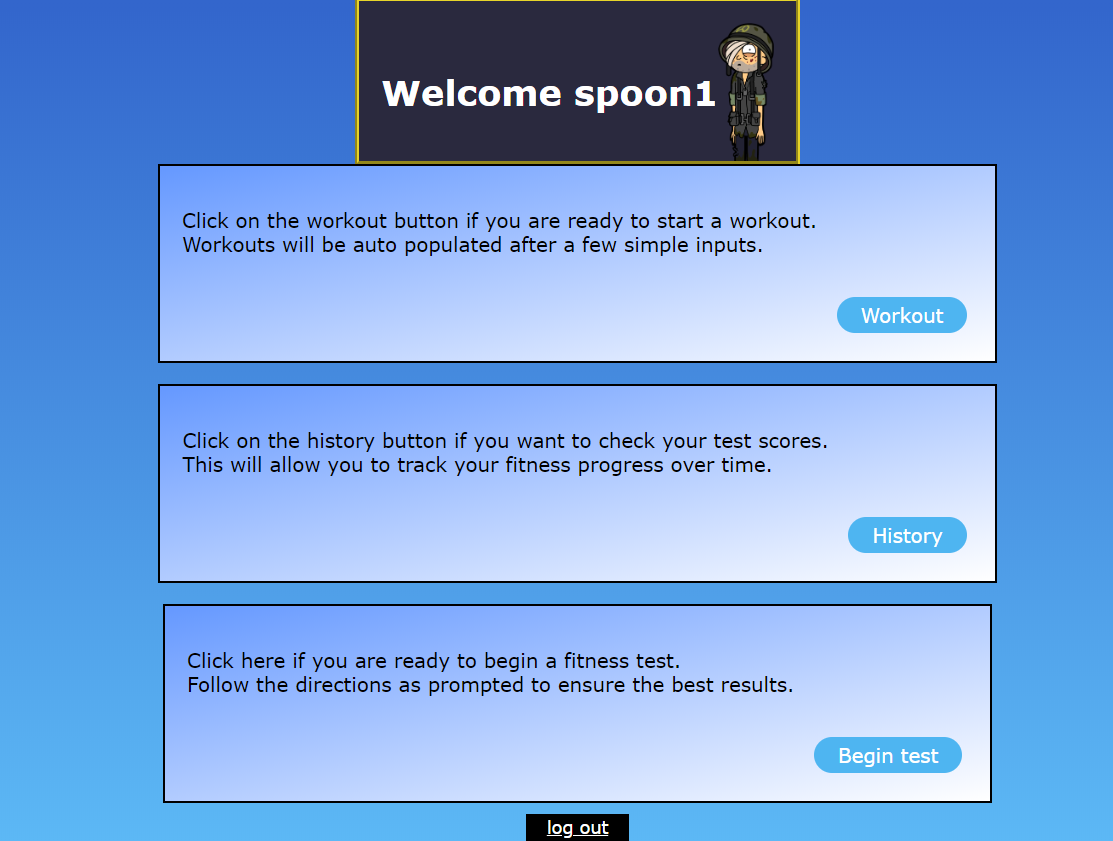 Welcome spoon1
Click on the workout button if you are ready to start a workout.
Workouts will be auto populated after a few simple inputs.
Workout
Click on the history button if you want to check your test scores.
This will allow you to track your fitness progress over time.
History
Click here if you are ready to begin a fitness test.
Follow the directions as prompted to ensure the best results.
Begin test
log out